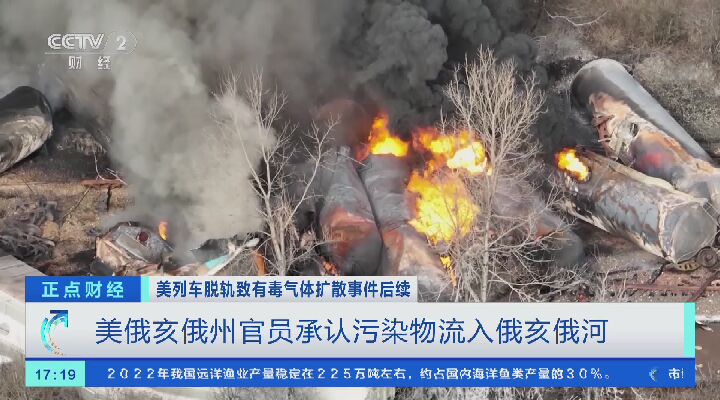 CCTV 2
财经
正点财经
美列车脱轨致有毒气体扩散事件后续
美俄亥俄州官员承认污染物流入俄亥俄河
17:19
2022年我国远洋渔业产量稳定在225万吨左右，约占国内海洋鱼类产量的30%。
市